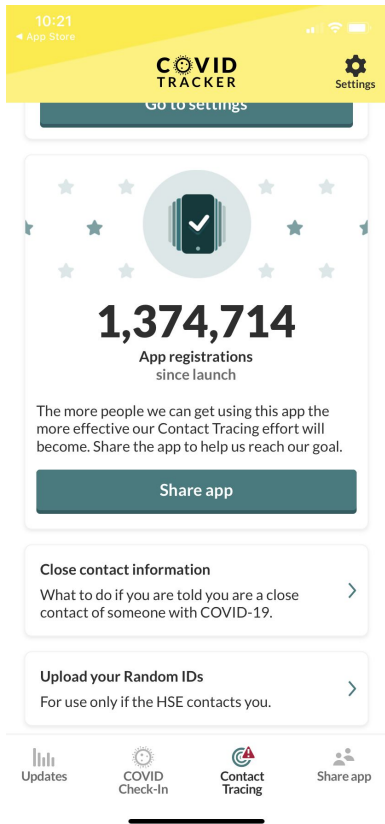 10:21
◀ App Store
COVID
TRACKER
Settings
Go to settings
1,374,714
App registrations
since launch
The more people we can get using this app the
more effective our Contact Tracing effort will
become. Share the app to help us reach our goal.
Share app
Close contact information
What to do if you are told you are a close
contact of someone with COVID-19.
Upload your Random IDs
For use only if the HSE contacts you.
Updates
COVID
Check-In
Contact
Tracing
Share app